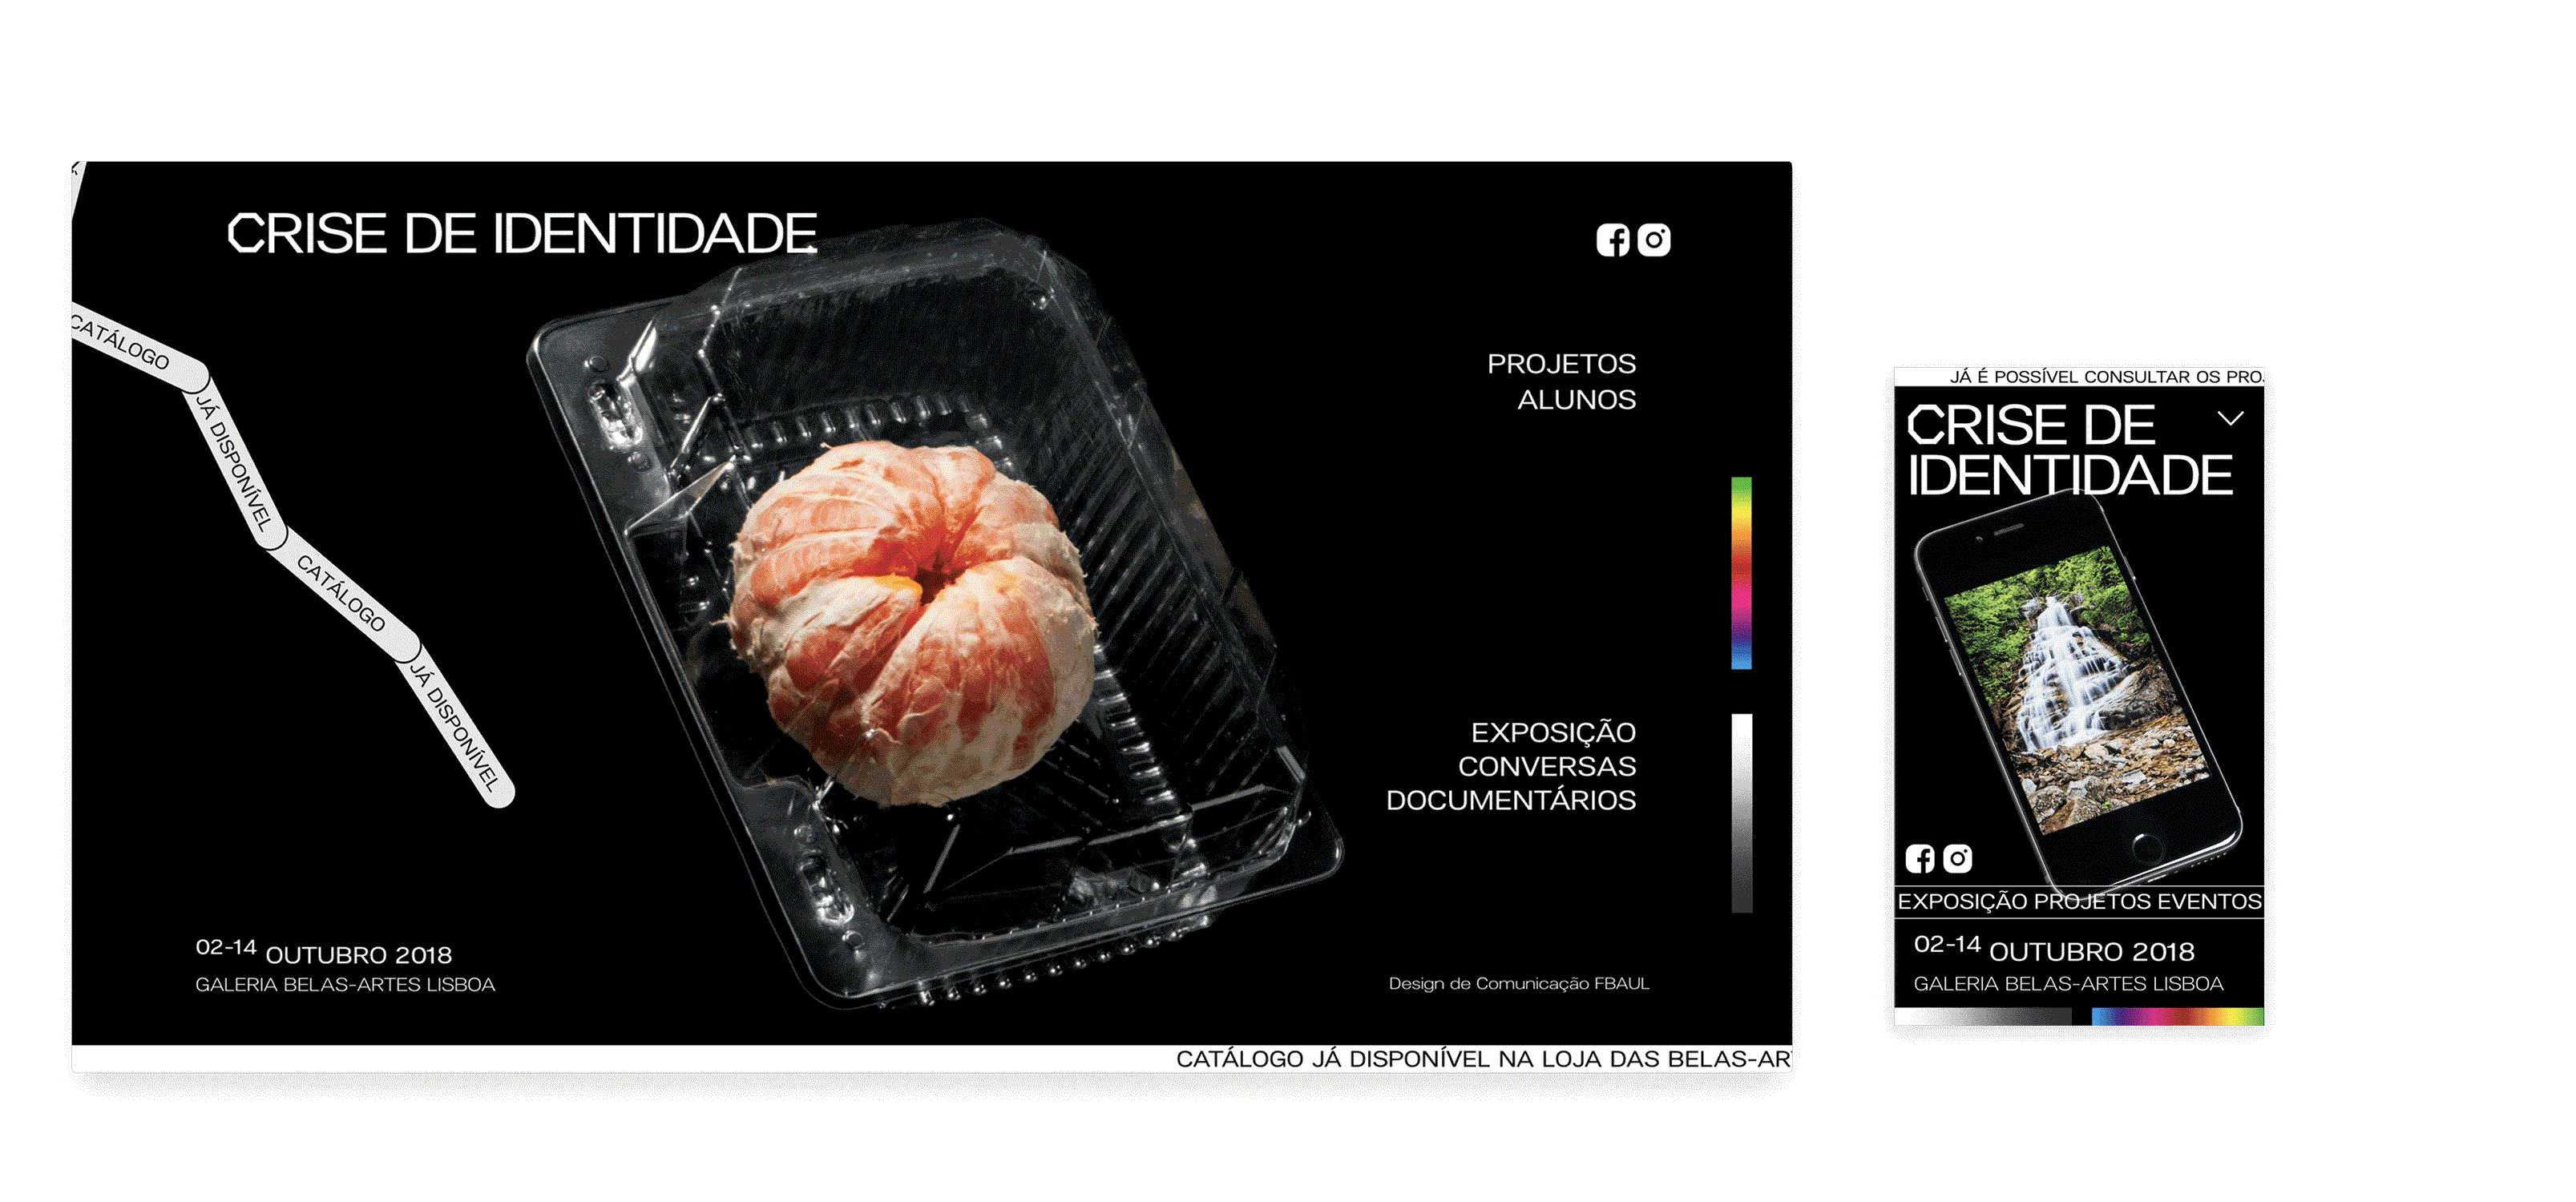 CRISE DE IDENTIDADE
CATÁLOGO
JÁ DISPONÍVEL
CATÁLOGO
JÁ DISPONÍVEL
PROJETOS
ALUNOS
EXPOSIÇÃO
CONVERSAS
DOCUMENTÁRIOS
02-14 OUTUBRO 2018
GALERIA BELAS-ARTES LISBOA
Design de Comunicação FBAUL
CATÁLOGO JÁ DISPONÍVEL NA LOJA DAS BELAS-AR
JÁ É POSSÍVEL CONSULTAR OS PROJ
CRISE DE
IDENTIDADE
EXPOSIÇÃO PROJETOS EVENTOS
02-14 OUTUBRO 2018
GALERIA BELAS-ARTES LISBOA